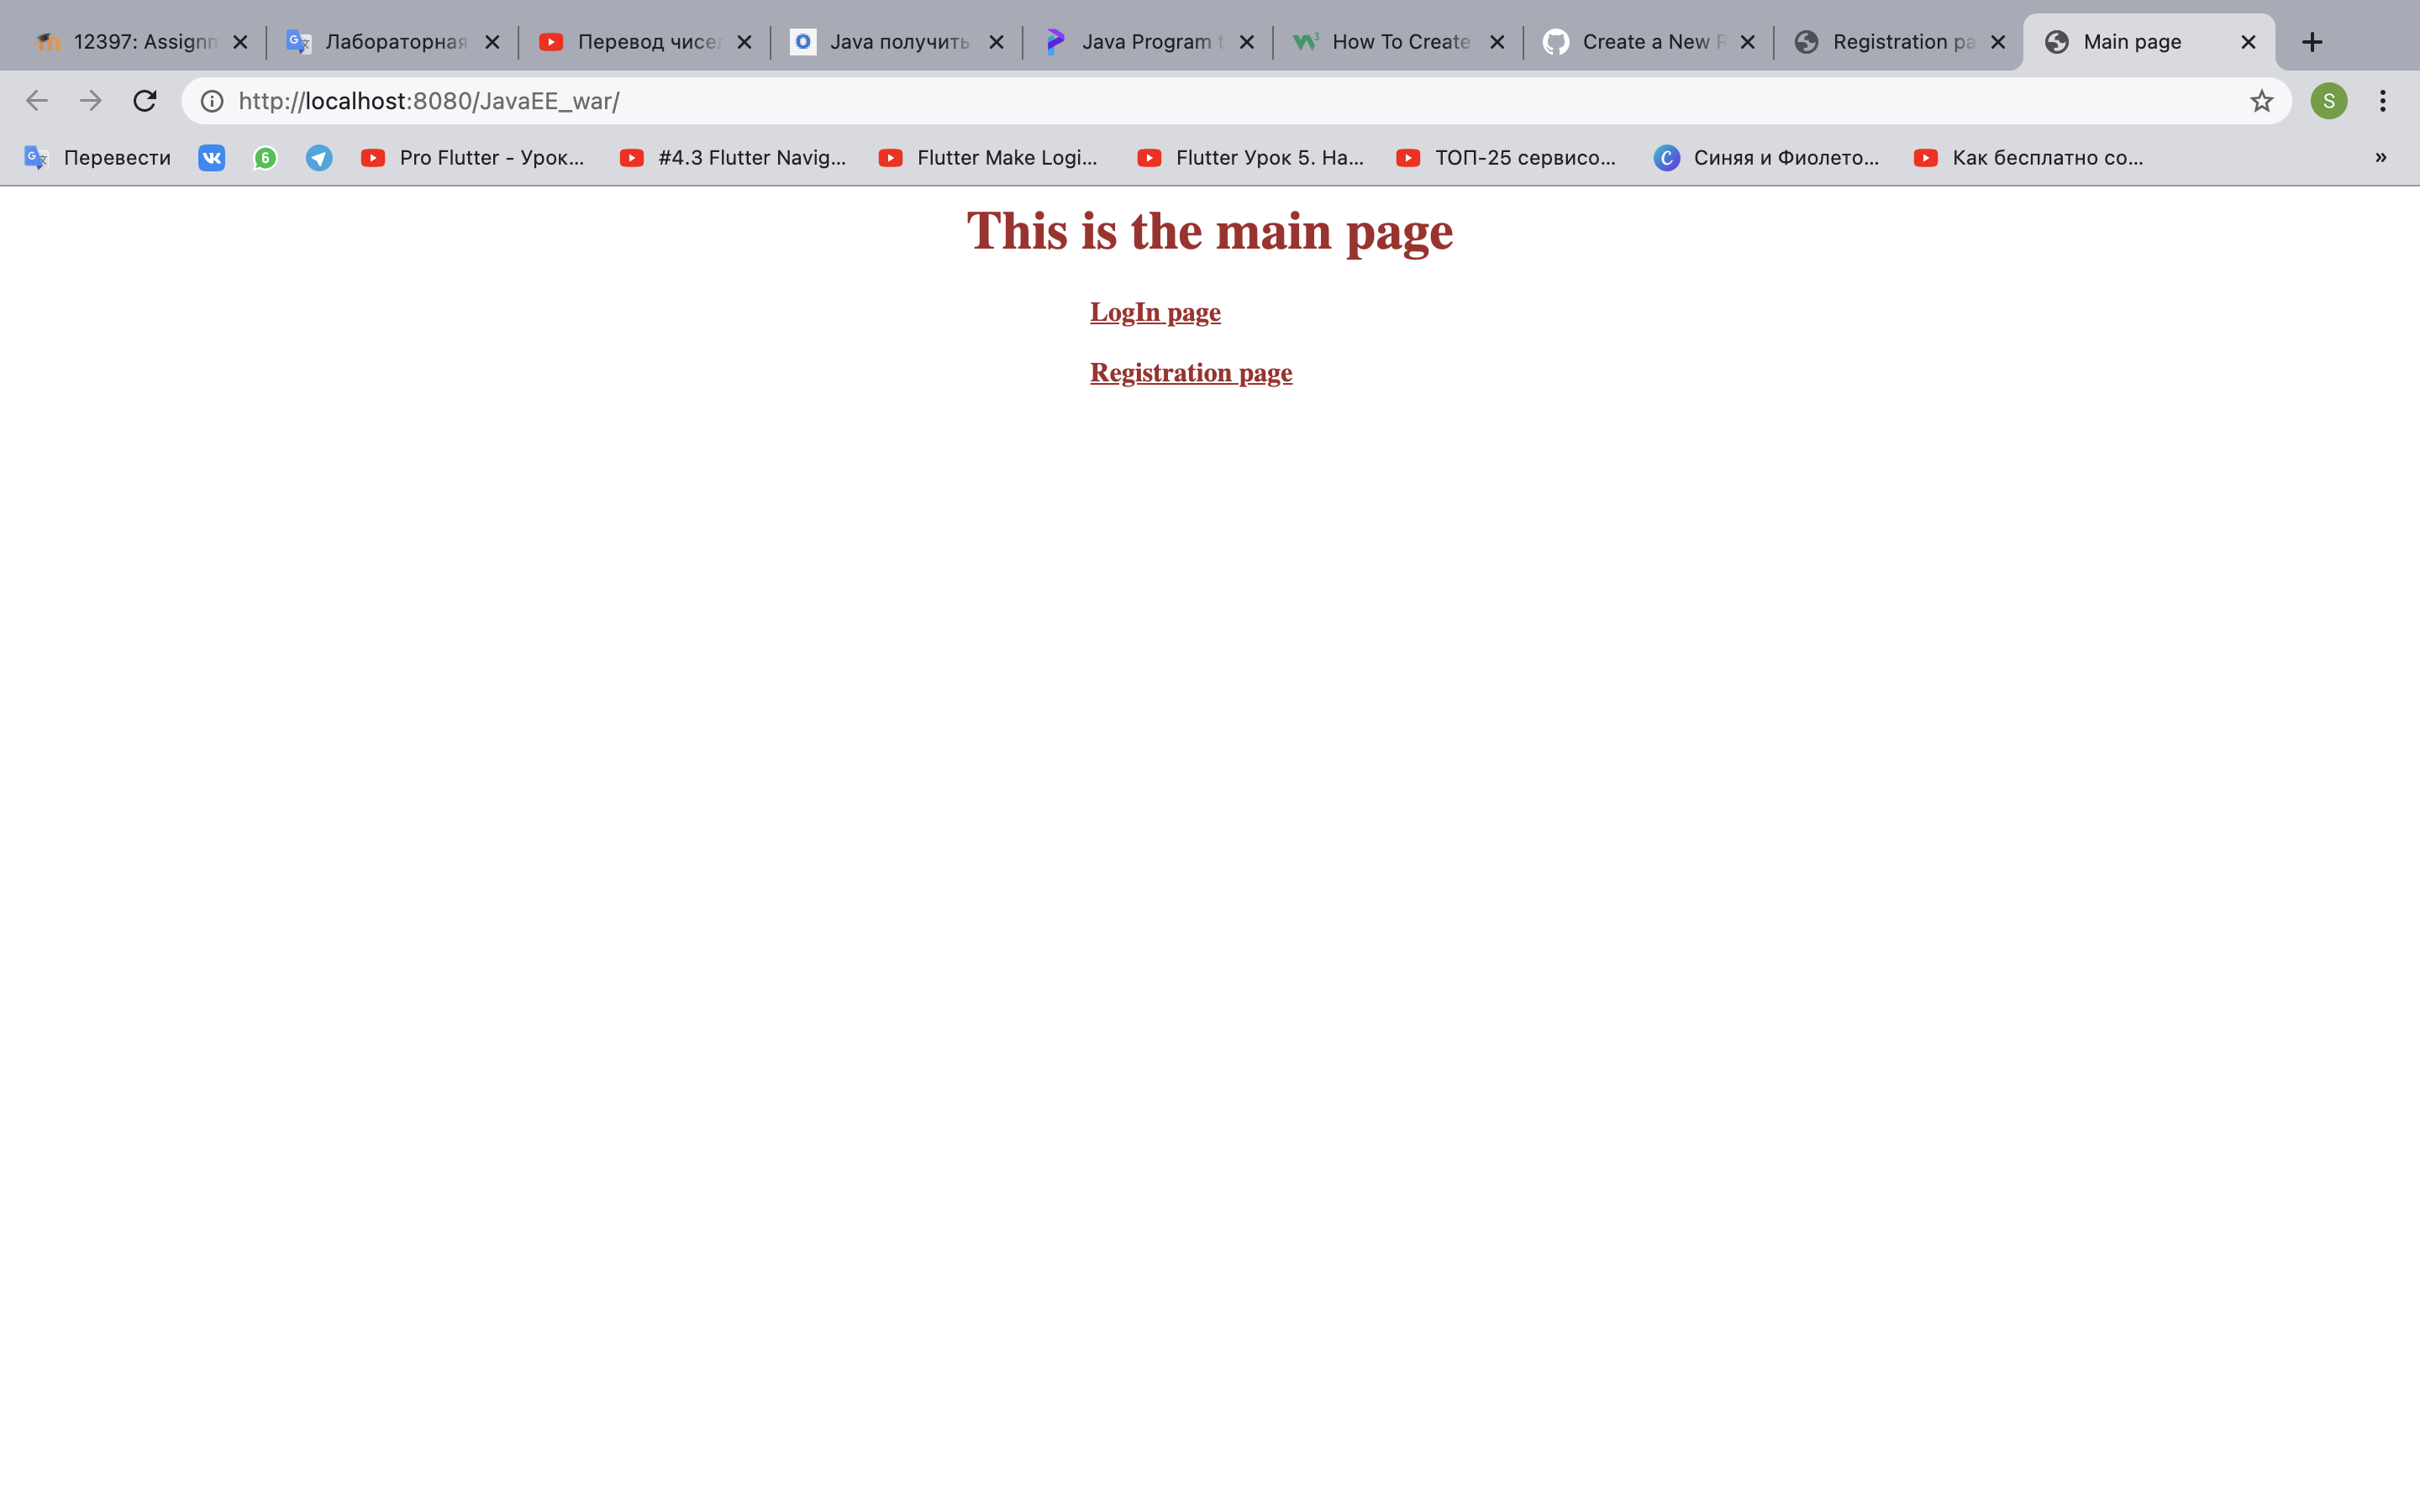 12397: Assignm
Лабораторная
Перевод чисел
Java получить
Java Program t
How To Create
Create a New R
Registration pa
Main page
http://localhost:8080/JavaEE_war/
S
Перевести
6
Pro Flutter - Урок...
#4.3 Flutter Navig...
Flutter Make Logi...
Flutter Урок 5. На...
ТОП-25 сервисо...
Синяя и Фиолето...
Как бесплатно со...
»
This is the main page
LogIn page
Registration page